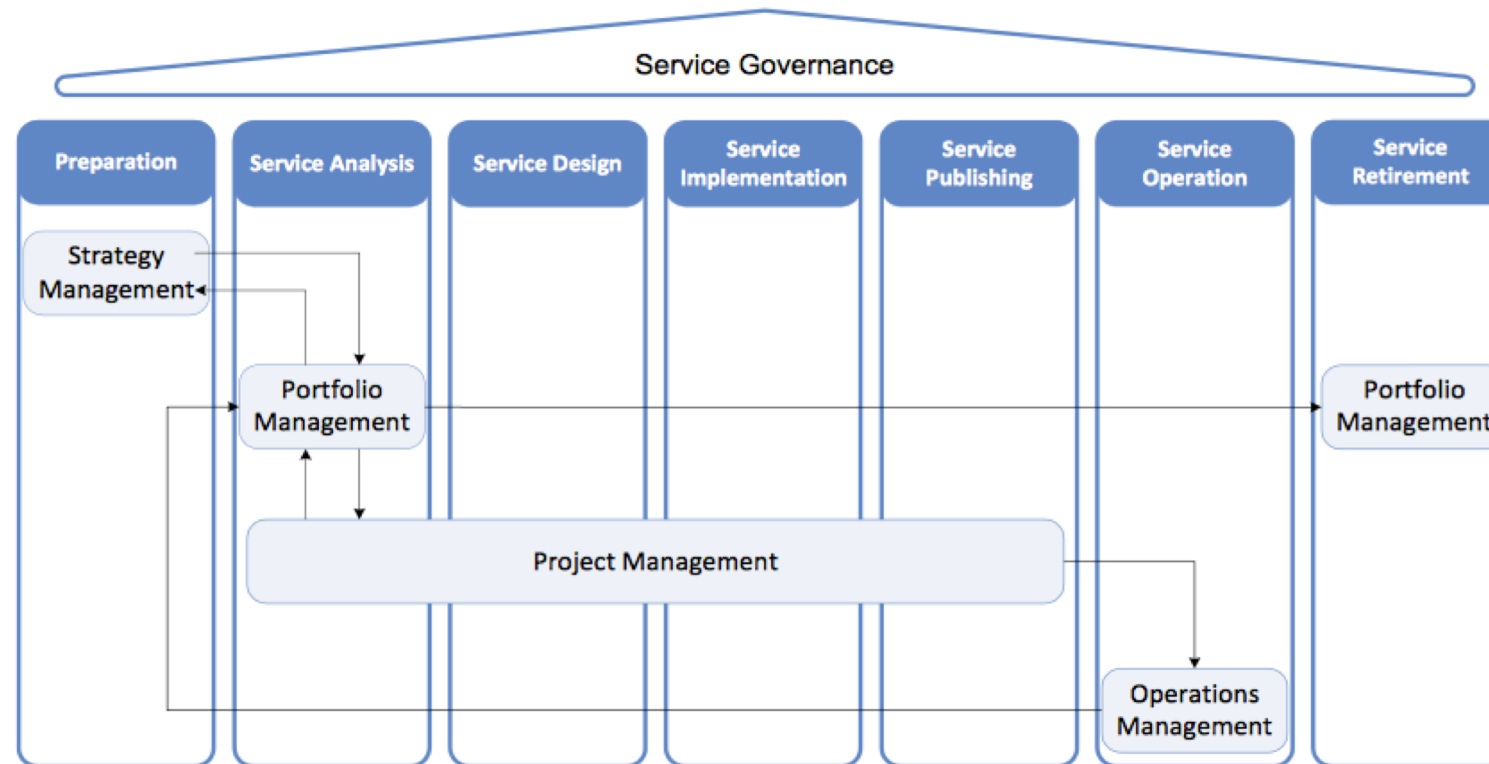 Service Governance
Preparation
Service Analysis
Service Design
Service
Implementation
Service
Publishing
Service
Operation
Service
Retirement
Strategy
Management
Portfolio
Management
Portfolio
Management
Project Management
Operations
Management